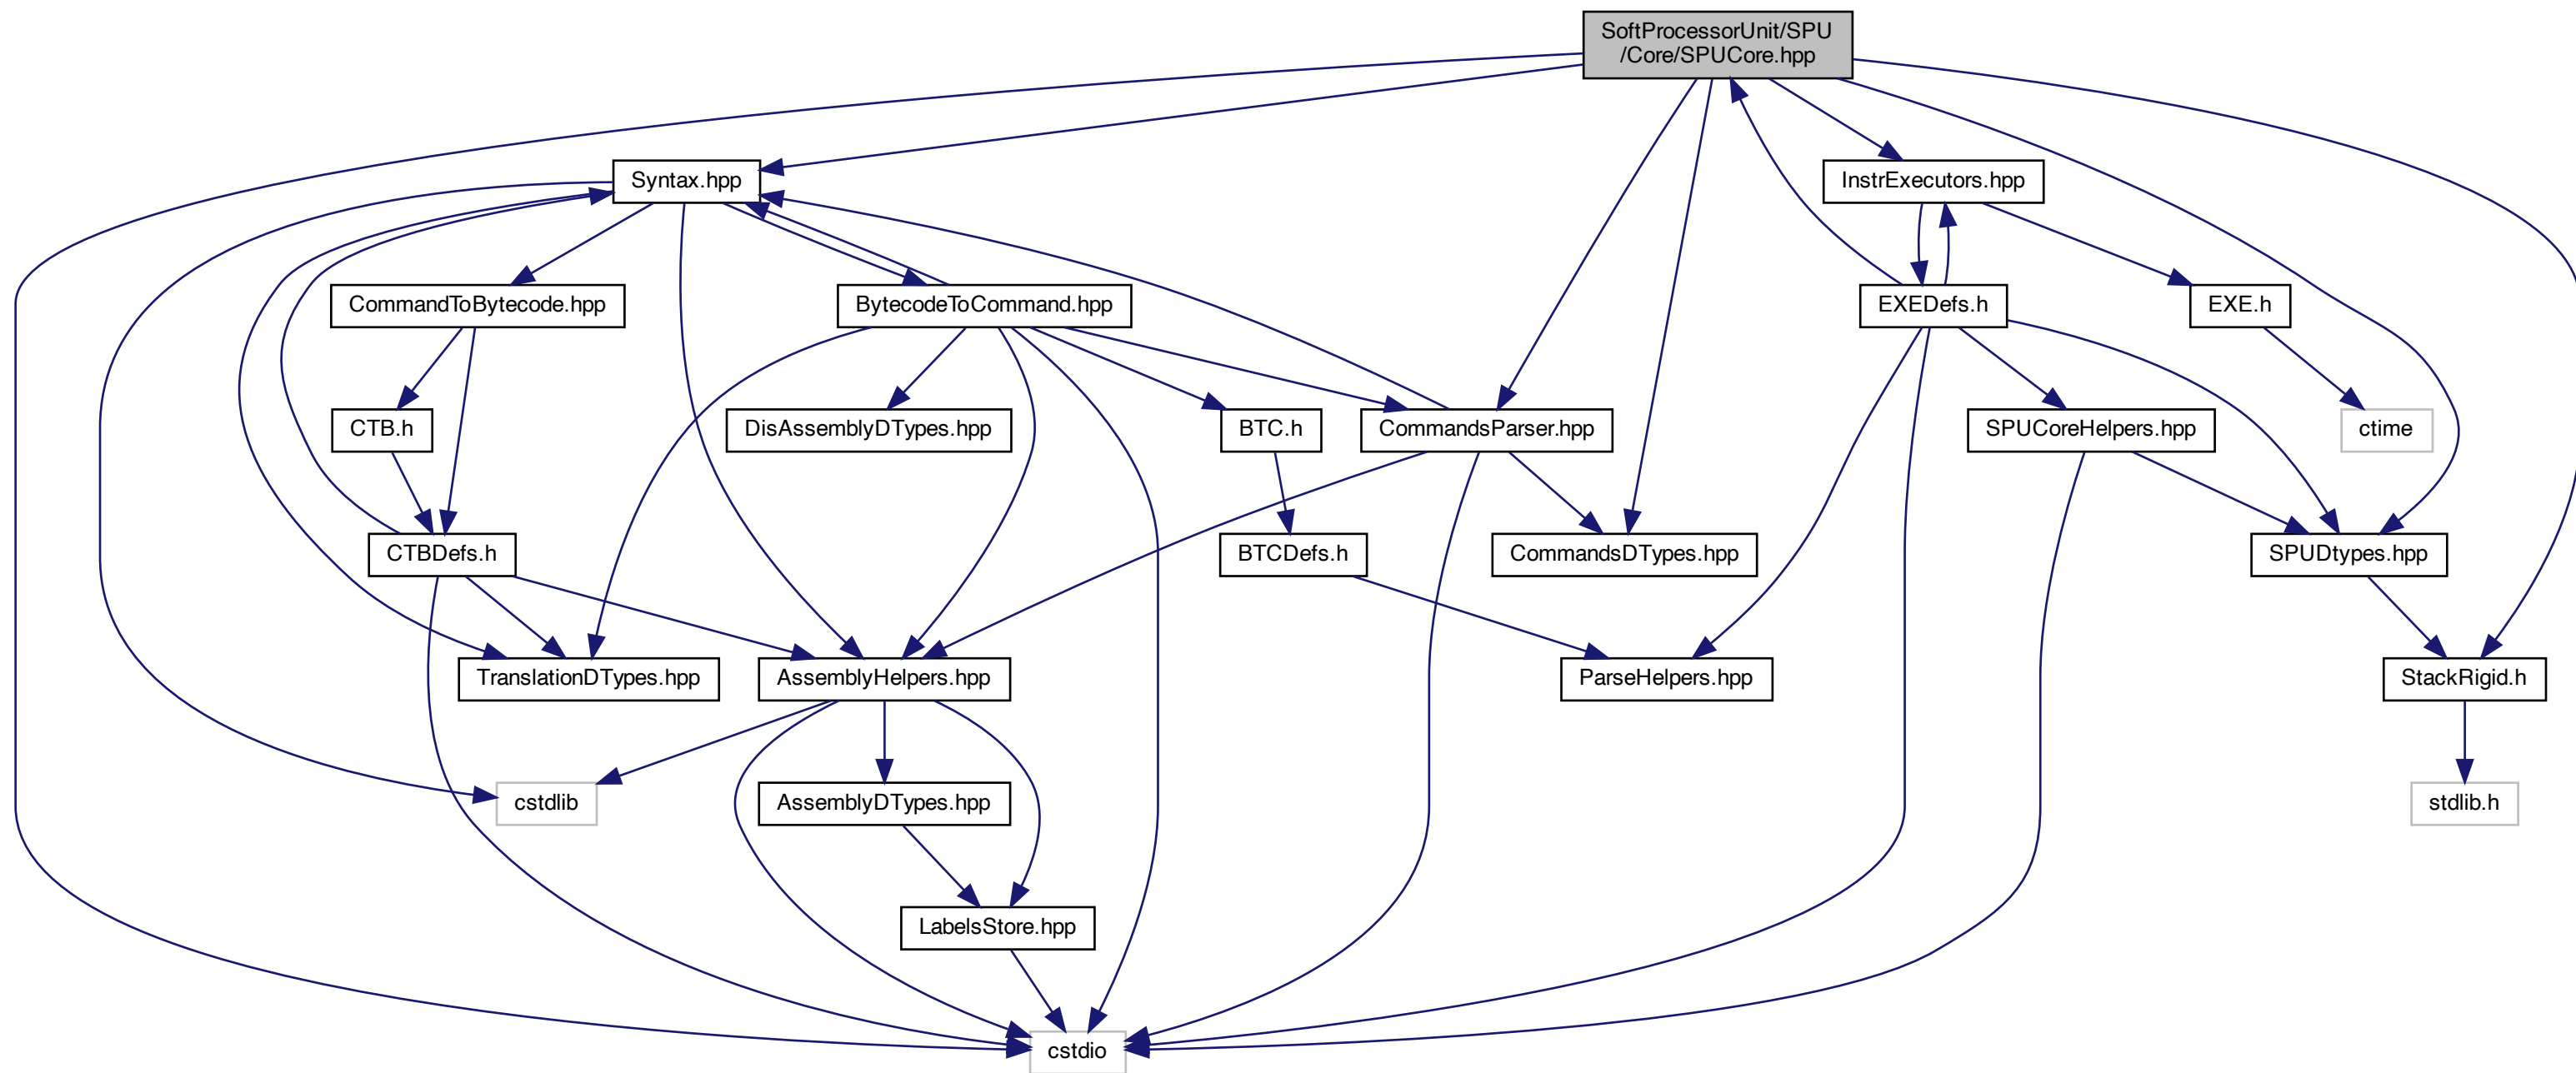 SoftProcessorUnit/SPU
/Core/SPUCore.hpp
Syntax.hpp
InstrExecutors.hpp
CommandToBytecode.hpp
BytecodeToCommand.hpp
EXEDefs.h
EXE.h
CTB.h
DisAssemblyDTypes.hpp
BTC.h
CommandsParser.hpp
SPUCoreHelpers.hpp
ctime
CTBDefs.h
BTCDefs.h
CommandsDTypes.hpp
SPUDtypes.hpp
TranslationDTypes.hpp
AssemblyHelpers.hpp
ParseHelpers.hpp
StackRigid.h
cstdlib
AssemblyDTypes.hpp
stdlib.h
LabelsStore.hpp
cstdio